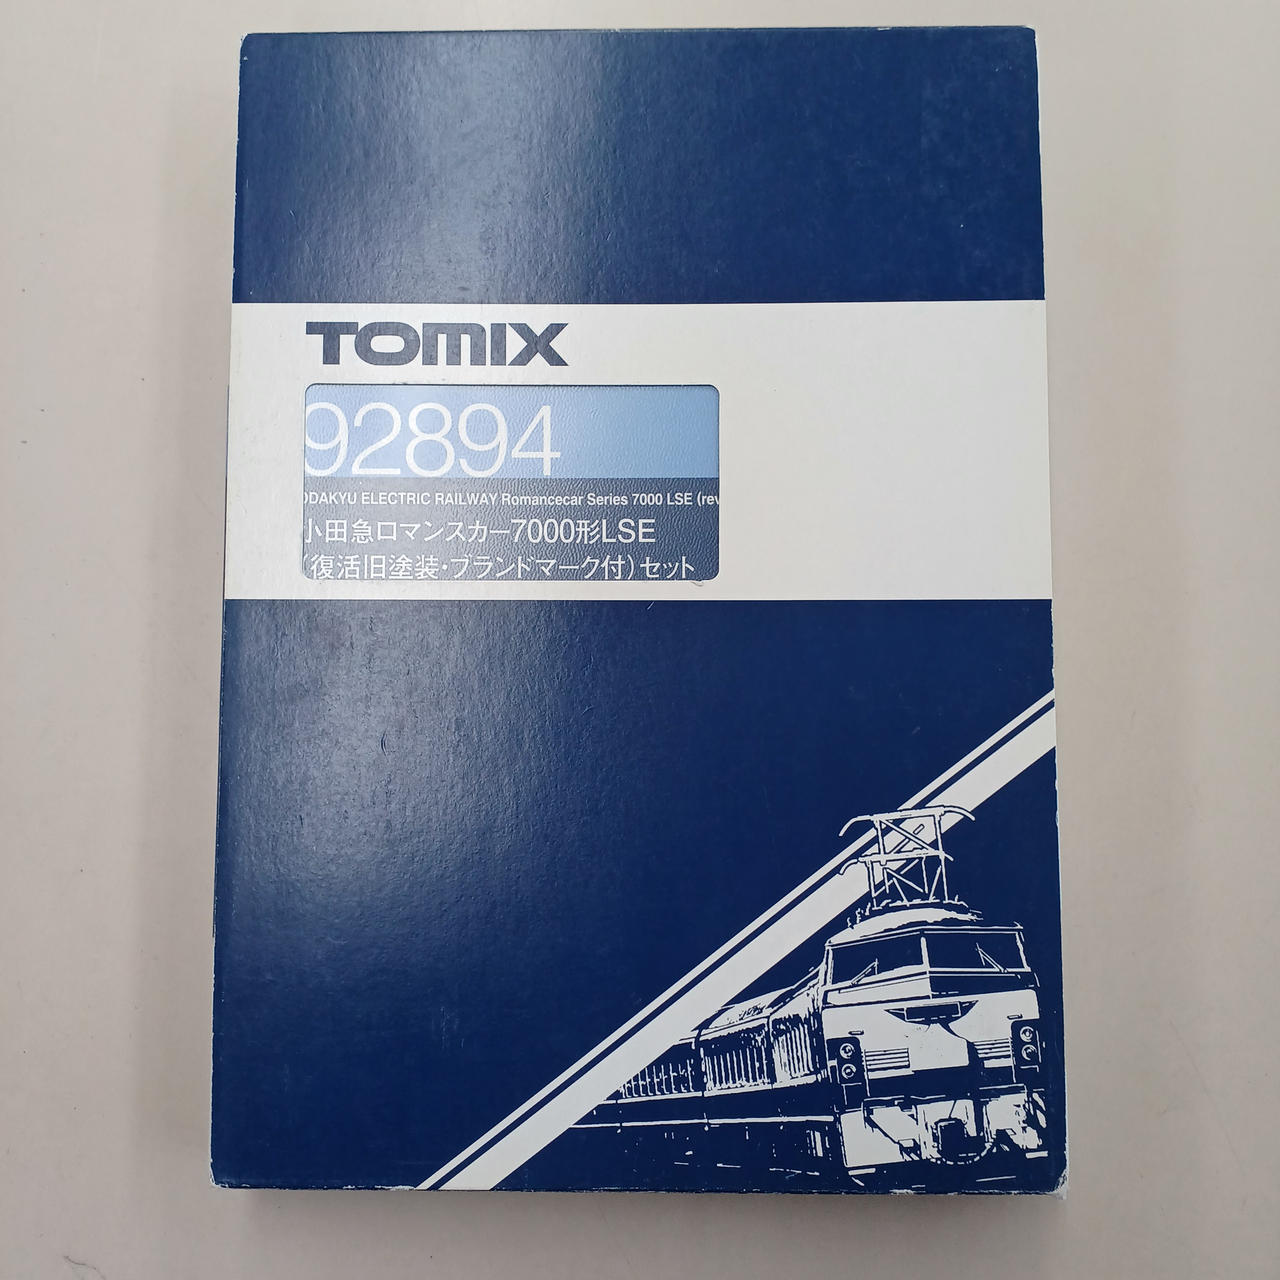 TOMIX
92894
ODAKYU ELECTRIC RAILWAY Romancecar Series 7000 LSE (rev
小田急ロマンスカー7000形LSE
(復活旧塗装・ブランドマーク付)セット